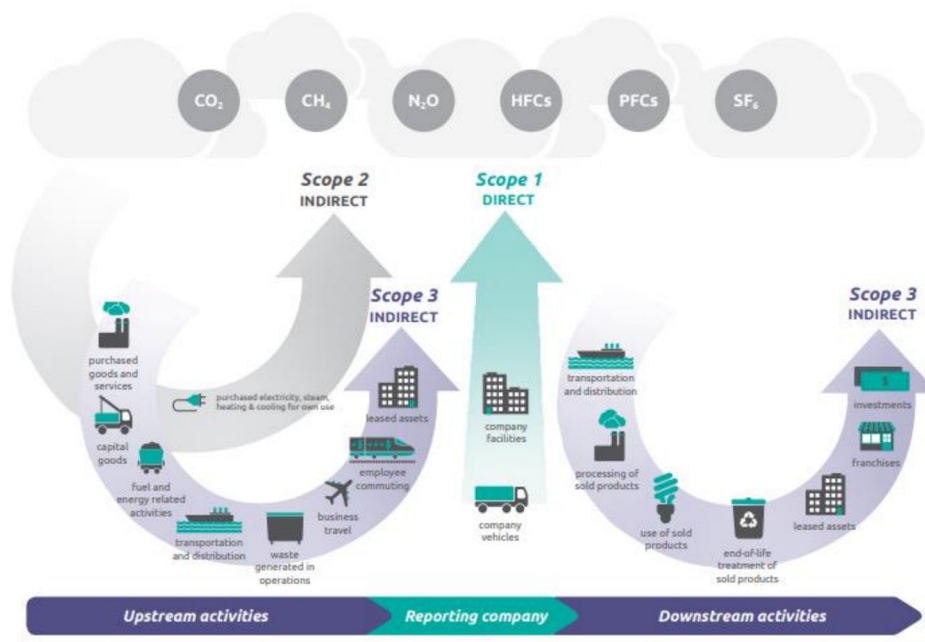 CO₂
CH₄
N₂O
HFCs
PFCs
SF₆
Scope 2
INDIRECT
Scope 1
DIRECT
Scope 3
INDIRECT
Scope 3
INDIRECT
purchased
goods and
services
capital
goods
fuel and
energy related
activities
transportation
and distribution
waste
generated in
operations
business
travel
employee
commuting
leased assets
purchased electricity, steam,
heating & cooling for own use
company
facilities
company
vehicles
transportation
and distribution
processing of
sold products
use of sold
products
end-of-life
treatment of
sold products
leased assets
franchises
$
investments
Upstream activities
Reporting company
Downstream activities